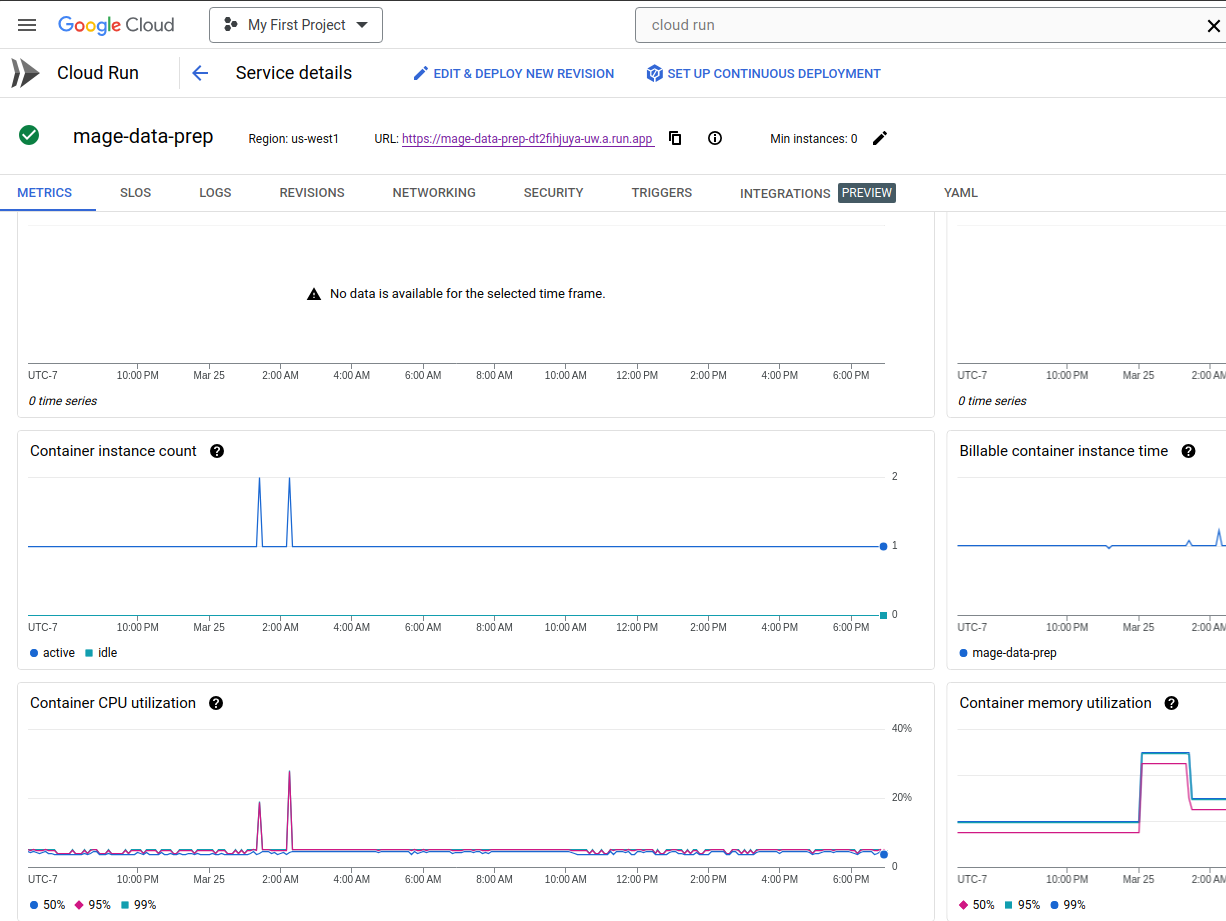 Google Cloud
My First Project
cloud run
Cloud Run
Service details
EDIT & DEPLOY NEW REVISION
SET UP CONTINUOUS DEPLOYMENT
mage-data-prep
Region: us-west1
URL: https://mage-data-prep-dt2fihjuya-uw.a.run.app
Min instances: 0
METRICS
SLOS
LOGS
REVISIONS
NETWORKING
SECURITY
TRIGGERS
INTEGRATIONS PREVIEW
YAML
No data is available for the selected time frame.
UTC-7 10:00 PM Mar 25 2:00 AM 4:00 AM 6:00 AM 8:00 AM 10:00 AM 12:00 PM 2:00 PM 4:00 PM 6:00 PM
0 time series
UTC-7 10:00 PM Mar 25 2:00 AM
0 time series
Container instance count
2
1
0
UTC-7 10:00 PM Mar 25 2:00 AM 4:00 AM 6:00 AM 8:00 AM 10:00 AM 12:00 PM 2:00 PM 4:00 PM 6:00 PM
active idle
Billable container instance time
UTC-7 10:00 PM Mar 25 2:00 AM
mage-data-prep
Container CPU utilization
40%
20%
0
UTC-7 10:00 PM Mar 25 2:00 AM 4:00 AM 6:00 AM 8:00 AM 10:00 AM 12:00 PM 2:00 PM 4:00 PM 6:00 PM
50% 95% 99%
Container memory utilization
UTC-7 10:00 PM Mar 25 2:00 AM
50% 95% 99%